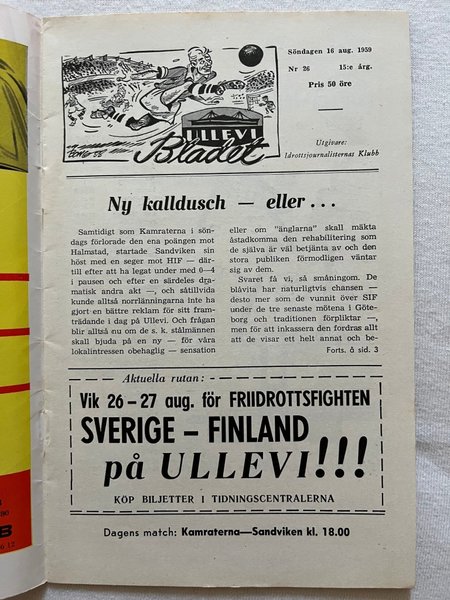 Söndagen 16 aug. 1959
Nr 26 15:e årg.
Pris 50 öre
Utgivare:
Idrottsjournalisternas Klubb
ULLEVI
Bladet
Ny kalldusch — eller...
Samtidigt som Kamraterna i sön-
dags förlorade den ena poängen mot
Halmstad, startade Sandviken sin
höst med en seger mot HIF — där-
till efter att ha legat under med 0—4
i pausen och efter en särdeles dra-
matisk andra akt —, och såtillvida
kunde alltså norrlänningarna inte ha
gjort en bättre reklam för sitt fram-
trädande i dag på Ullevi. Och frågan
blir alltså nu om de s. k. stålmännen
skall bjuda på en ny — för våra
lokalintressen obehaglig — sensation
eller om "änglarna" skall mäkta
åstadkomma den rehabilitering som
de själva är väl betjänta av och den
stora publiken förmodligen väntar
sig av dem.
Svaret få vi, så småningom. De
blåvita har naturligtvis chansen —
desto mer som de vunnit över SIF
under de tre senaste mötena i Göte-
borg och traditionen förpliktar —,
men för att inkassera den fordras allt
att de visar ett helt annat och be-
Forts. å sid. 3
Aktuella rutan:
Vik 26 – 27 aug. för FRIIDROTTSFIGHTEN
SVERIGE – FINLAND
på ULLEVI!!!
KÖP BILJETTER I TIDNINGSCENTRALERNA
Dagens match: Kamraterna—Sandviken kl. 18.00